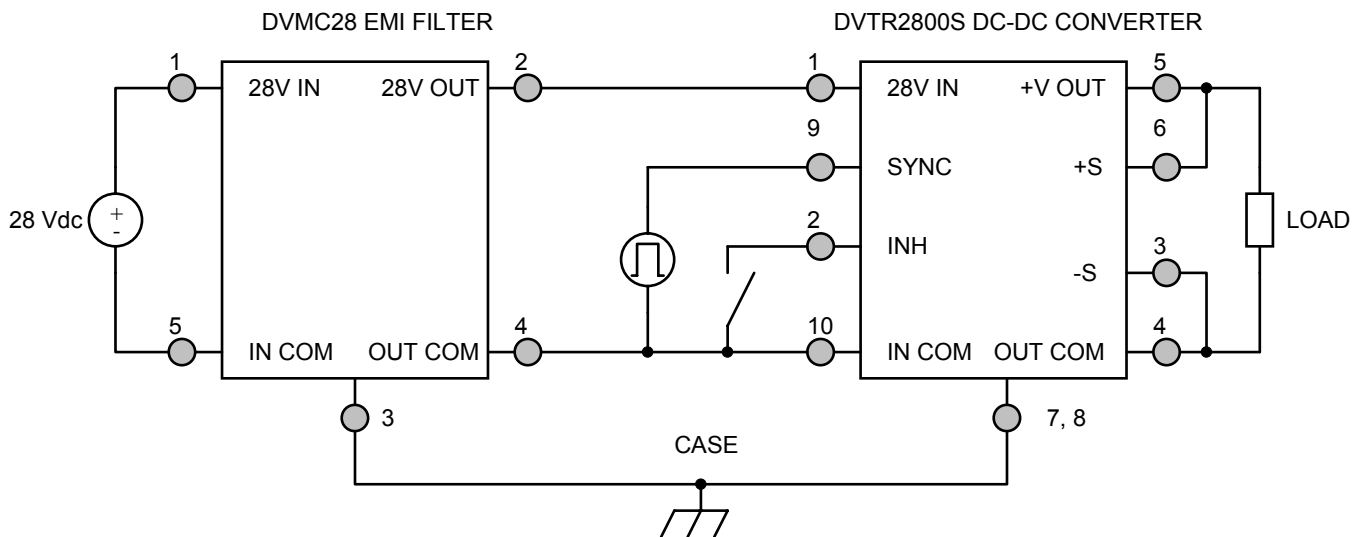 DVMC28 EMI FILTER
DVTR2800S DC-DC CONVERTER
1
28V IN
28V OUT
2
1
28V IN
+V OUT
5
9
SYNC
+S
6
28 Vdc
+
-
2
INH
-S
3
LOAD
5
IN COM
OUT COM
4
10
IN COM
OUT COM
4
3
7, 8
CASE